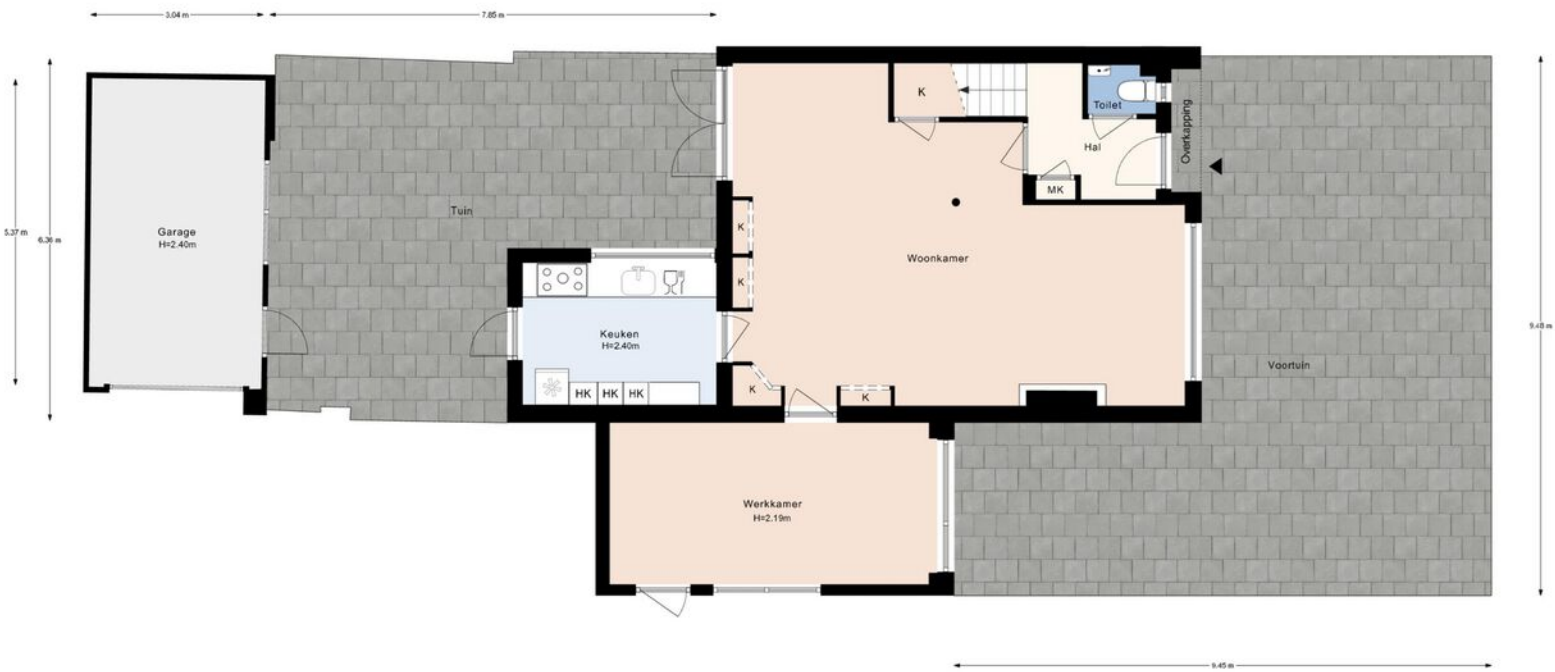 3.04 m
7.85 m
K
Toilet
Overkapping
Hal
MK
5.37 m
6.36 m
Garage
H=2.40m
Tuin
K
K
Woonkamer
Keuken
H=2.40m
9.48 m
Voortuin
HK HK HK
K
K
Werkkamer
H=2.19m
9.45 m